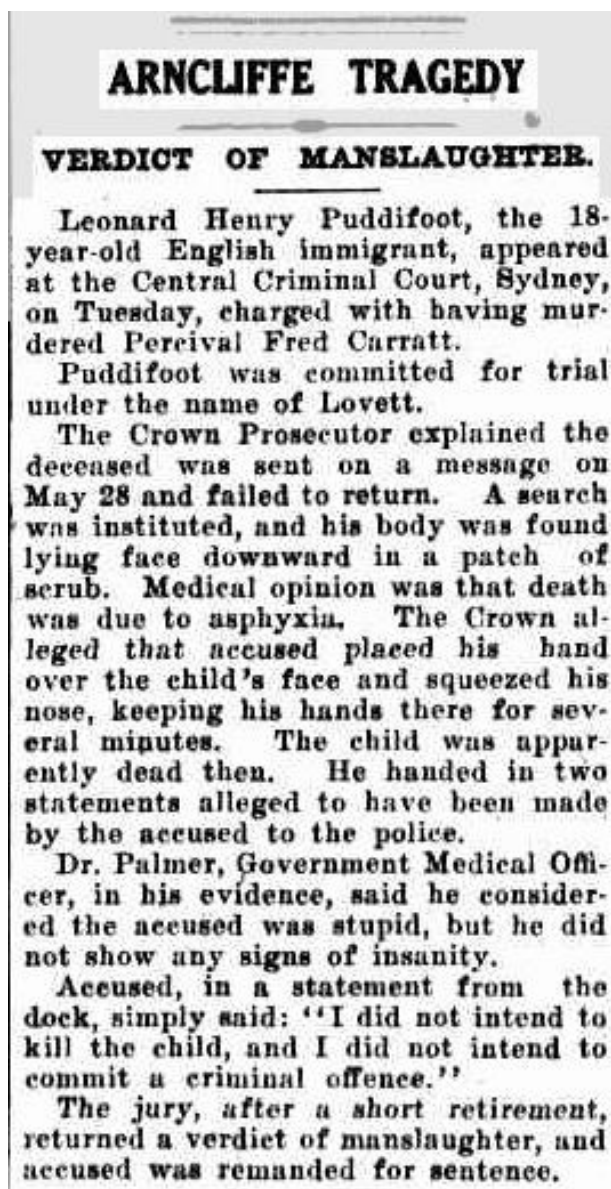 ARNCLIFFE TRAGEDY
VERDICT OF MANSLAUGHTER.
Leonard Henry Puddifoot, the 18-
year-old English immigrant, appeared
at the Central Criminal Court, Sydney,
on Tuesday, charged with having mur-
dered Percival Fred Carratt.
Puddifoot was committed for trial
under the name of Lovett.
The Crown Prosecutor explained the
deceased was sent on a message on
May 28 and failed to return. A search
was instituted, and his body was found
lying face downward in a patch of
scrub. Medical opinion was that death
was due to asphyxia. The Crown al-
leged that accused placed his hand
over the child's face and squeezed his
nose, keeping his hands there for sev-
eral minutes. The child was appar-
ently dead then. He handed in two
statements alleged to have been made
by the accused to the police.
Dr. Palmer, Government Medical Offi-
cer, in his evidence, said he consider-
ed the accused was stupid, but he did
not show any signs of insanity.
Accused, in a statement from the
dock, simply said: "I did not intend to
kill the child, and I did not intend to
commit a criminal offence."
The jury, after a short retirement,
returned a verdict of manslaughter, and
accused was remanded for sentence.